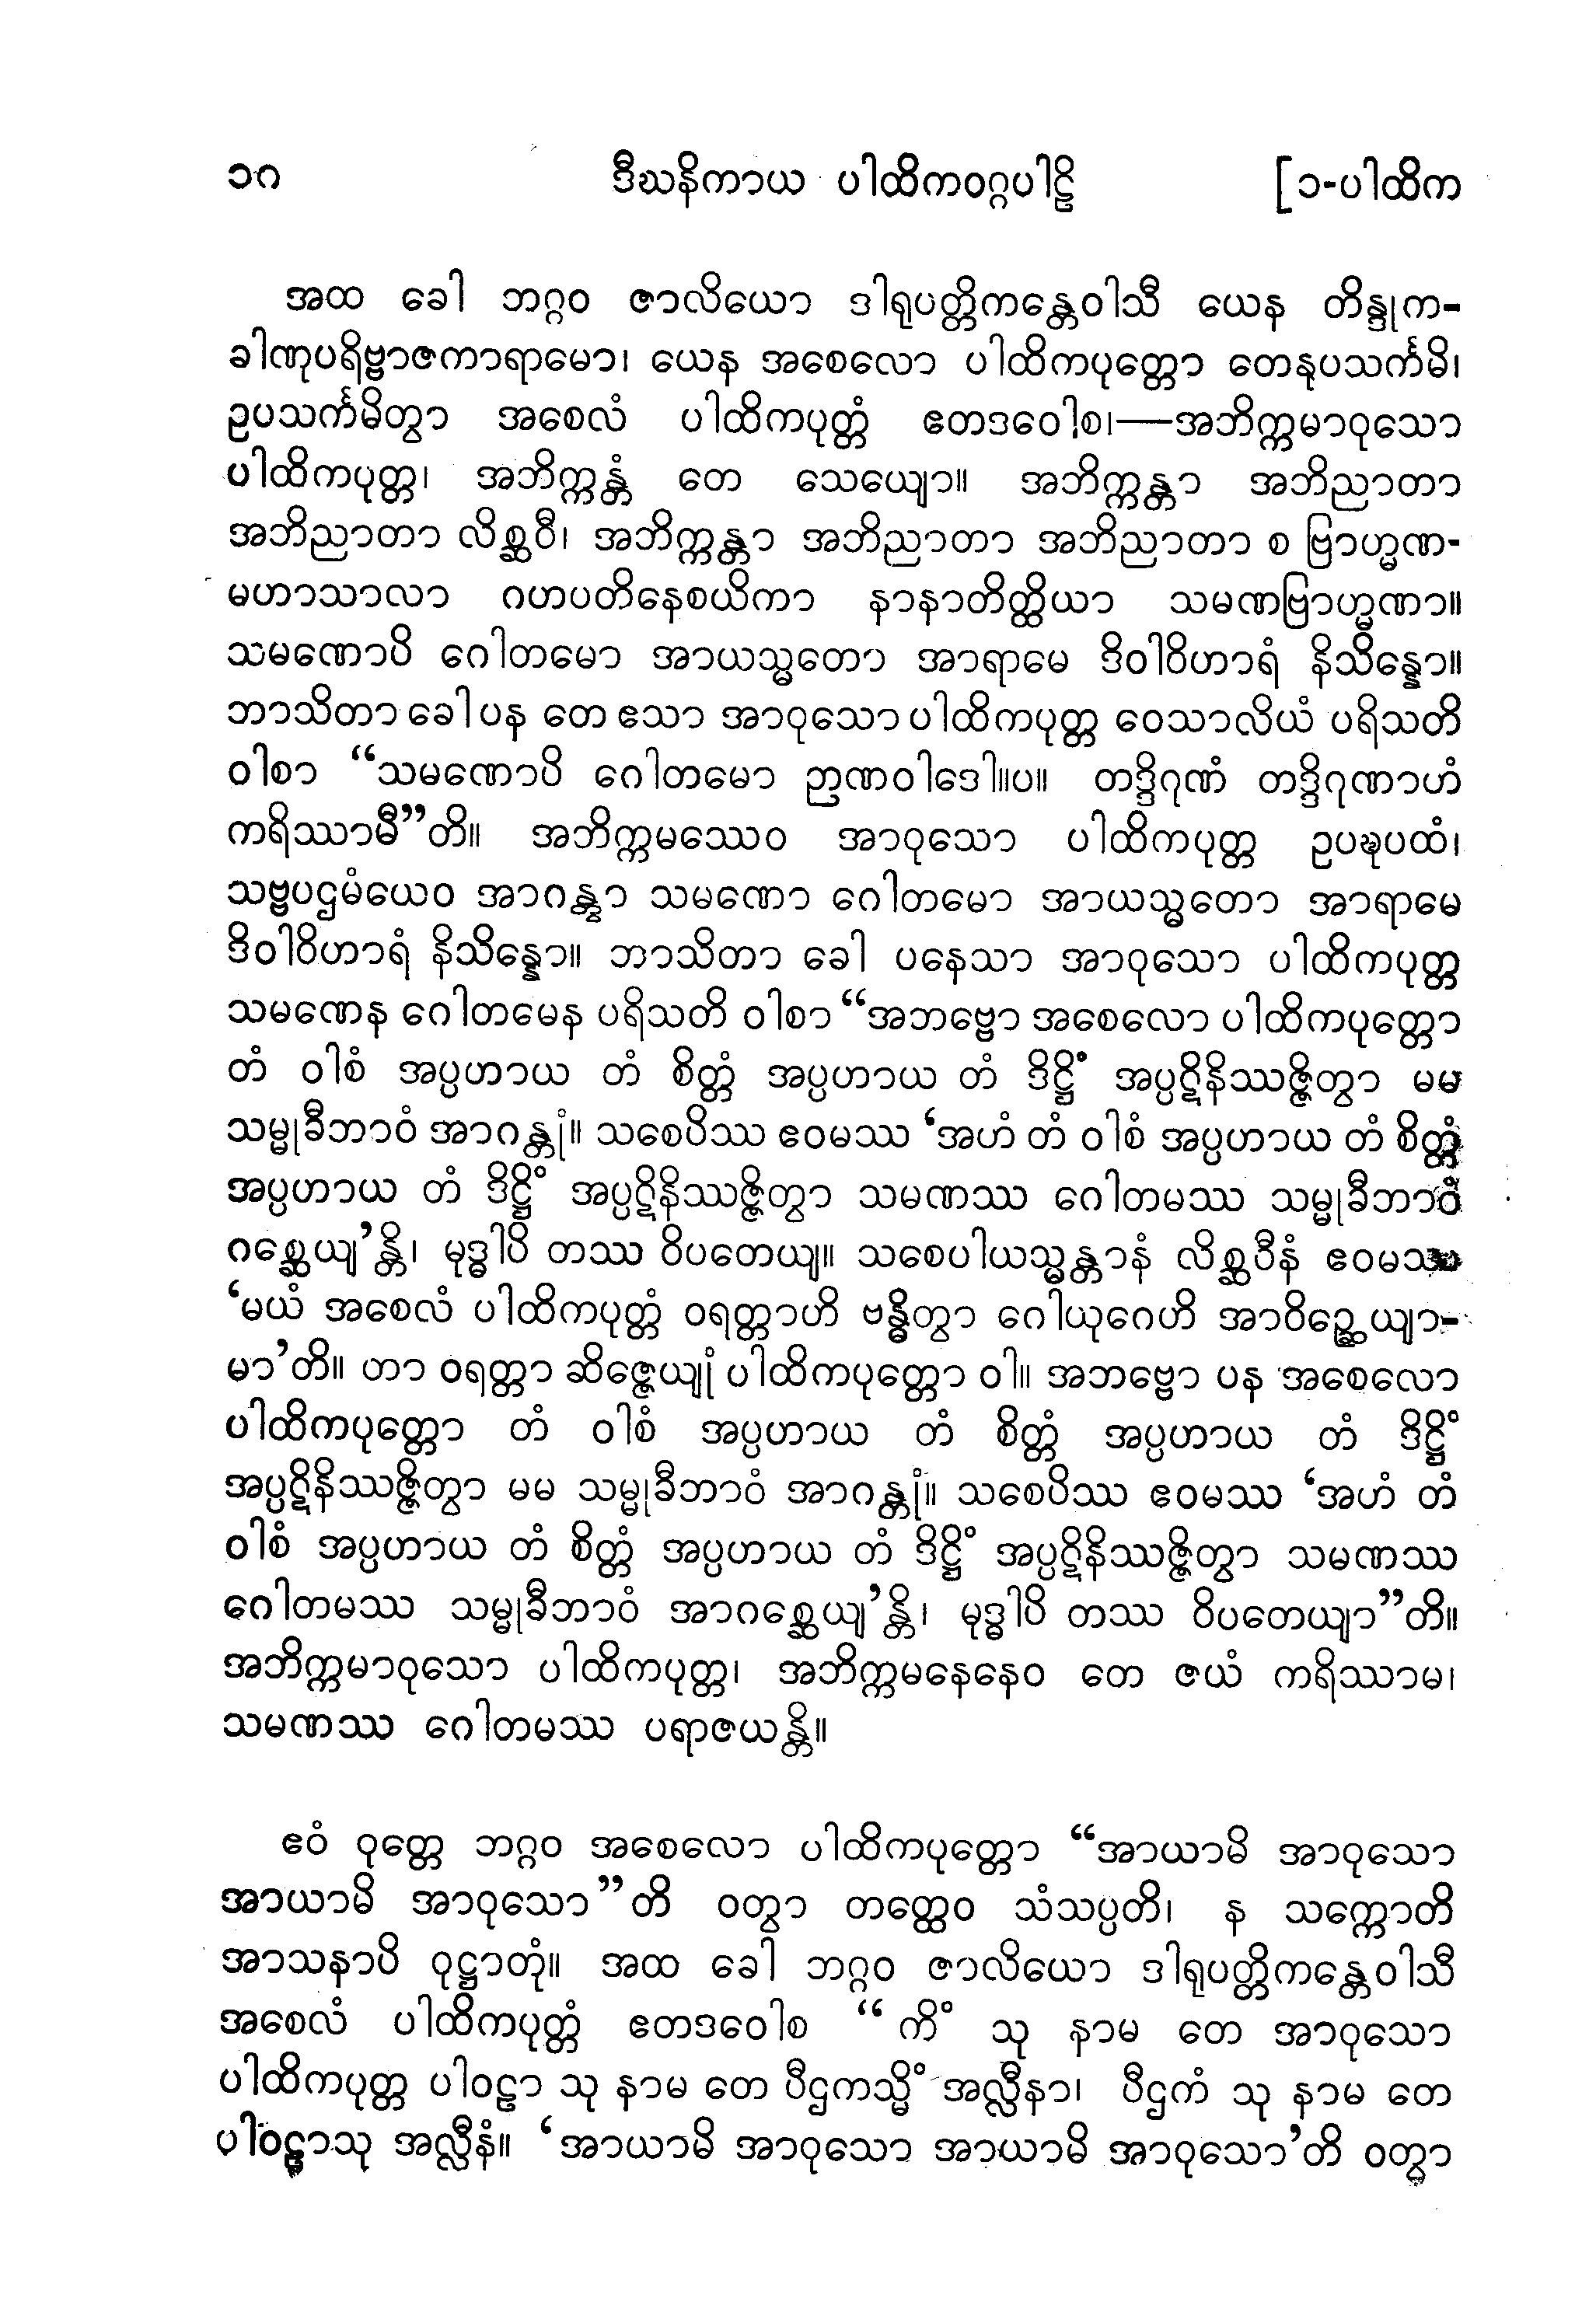 ၁၈ ဒီဃနိကာယ ပါထိကဝဂ္ဂပါဠိ [၁-ပါထိက
အထ ခေါ ဘဂ္ဂဝ ဇာလိယော ဒါရုပတ္တိကန္တေဝါသီ ယေန တိန္ဒုက-
ခါဏုပရိဗ္ဗာဇကာရာမော၊ ယေန အစေလော ပါထိကပုတ္တော တေနုပသင်္ကမိ၊
ဥပသင်္ကမိတွာ အစေလံ ပါထိကပုတ္တံ ဧတဒဝေါစ၊—အဘိက္ကမာဝုသော
ပါထိကပုတ္တ၊ အဘိက္ကန္တံ တေ သေယျော။ အဘိက္ကန္တာ အဘိညာတာ
အဘိညာတာ လိစ္ဆဝီ၊ အဘိက္ကန္တာ အဘိညာတာ အဘိညာတာ စ ဗြာဟ္မဏ-
မဟာသာလာ ဂဟပတိနေစယိကာ နာနာတိတ္ထိယာ သမဏဗြာဟ္မဏာ။
သမဏောပိ ဂေါတမော အာယသ္မတော အာရာမေ ဒိဝါဝိဟာရံ နိသိန္နော။
ဘာသိတာ ခေါ ပန တေ ဧသာ အာဝုသော ပါထိကပုတ္တ ဝေသာလိယံ ပရိသတိ
ဝါစာ “သမဏောပိ ဂေါတမော ဉာဏဝါဒေါ။ပ။ တဒ္ဒိဂုဏံ တဒ္ဒိဂုဏာဟံ
ကရိဿာမီ”တိ။ အဘိက္ကမဿေဝ အာဝုသော ပါထိကပုတ္တ ဥပဍ္ဎပထံ၊
သဗ္ဗပဌမံယေဝ အာဂန္တွာ သမဏော ဂေါတမော အာယသ္မတော အာရာမေ
ဒိဝါဝိဟာရံ နိသိန္နော။ ဘာသိတာ ခေါ ပနေသာ အာဝုသော ပါထိကပုတ္တ
သမဏေန ဂေါတမေန ပရိသတိ ဝါစာ “အဘဗ္ဗော အစေလော ပါထိကပုတ္တော
တံ ဝါစံ အပ္ပဟာယ တံ စိတ္တံ အပ္ပဟာယ တံ ဒိဋ္ဌိံ အပ္ပဋိနိဿဇ္ဇိတွာ မမ
သမ္မုခီဘာဝံ အာဂန္တုံ။ သစေပိဿ ဧဝမဿ ‘အဟံ တံ ဝါစံ အပ္ပဟာယ တံ စိတ္တံ
အပ္ပဟာယ တံ ဒိဋ္ဌိံ အပ္ပဋိနိဿဇ္ဇိတွာ သမဏဿ ဂေါတမဿ သမ္မုခီဘာဝံ
ဂစ္ဆေယျ’န္တိ၊ မုဒ္ဓါပိ တဿ ဝိပတေယျ။ သစေပါယသ္မန္တာနံ လိစ္ဆဝီနံ ဧဝမဿ
‘မယံ အစေလံ ပါထိကပုတ္တံ ဝရတ္တာဟိ ဗန္ဓိတွာ ဂေါယုဂေဟိ အာဝိဉ္ဆေယျာ-
မာ’တိ။ ဟာ ဝရတ္တာ ဆိဇ္ဇေယျုံ ပါထိကပုတ္တော ဝါ။ အဘဗ္ဗော ပန အစေလော
ပါထိကပုတ္တော တံ ဝါစံ အပ္ပဟာယ တံ စိတ္တံ အပ္ပဟာယ တံ ဒိဋ္ဌိံ
အပ္ပဋိနိဿဇ္ဇိတွာ မမ သမ္မုခီဘာဝံ အာဂန္တုံ။ သစေပိဿ ဧဝမဿ ‘အဟံ တံ
ဝါစံ အပ္ပဟာယ တံ စိတ္တံ အပ္ပဟာယ တံ ဒိဋ္ဌိံ အပ္ပဋိနိဿဇ္ဇိတွာ သမဏဿ
ဂေါတမဿ သမ္မုခီဘာဝံ အာဂစ္ဆေယျ’န္တိ၊ မုဒ္ဓါပိ တဿ ဝိပတေယျာ”တိ။
အဘိက္ကမာဝုသော ပါထိကပုတ္တ၊ အဘိက္ကမနေနေဝ တေ ဇယံ ကရိဿာမ၊
သမဏဿ ဂေါတမဿ ပရာဇယန္တိ။
ဧဝံ ဝုတ္တေ ဘဂ္ဂဝ အစေလော ပါထိကပုတ္တော “အာယာမိ အာဝုသော
အာယာမိ အာဝုသော”တိ ဝတွာ တတ္ထေဝ သံသပ္ပတိ၊ န သက္ကောတိ
အာသနာပိ ဝုဋ္ဌာတုံ။ အထ ခေါ ဘဂ္ဂဝ ဇာလိယော ဒါရုပတ္တိကန္တေဝါသီ
အစေလံ ပါထိကပုတ္တံ ဧတဒဝေါစ “ ကိံ သု နာမ တေ အာဝုသော
ပါထိကပုတ္တ ပါဝဠာ သု နာမ တေ ပီဌကသ္မိံ အလ္လီနာ၊ ပီဌကံ သု နာမ တေ
ပါဝဠာသု အလ္လီနံ။ ‘အာယာမိ အာဝုသော အာယာမိ အာဝုသော’တိ ဝတွာ